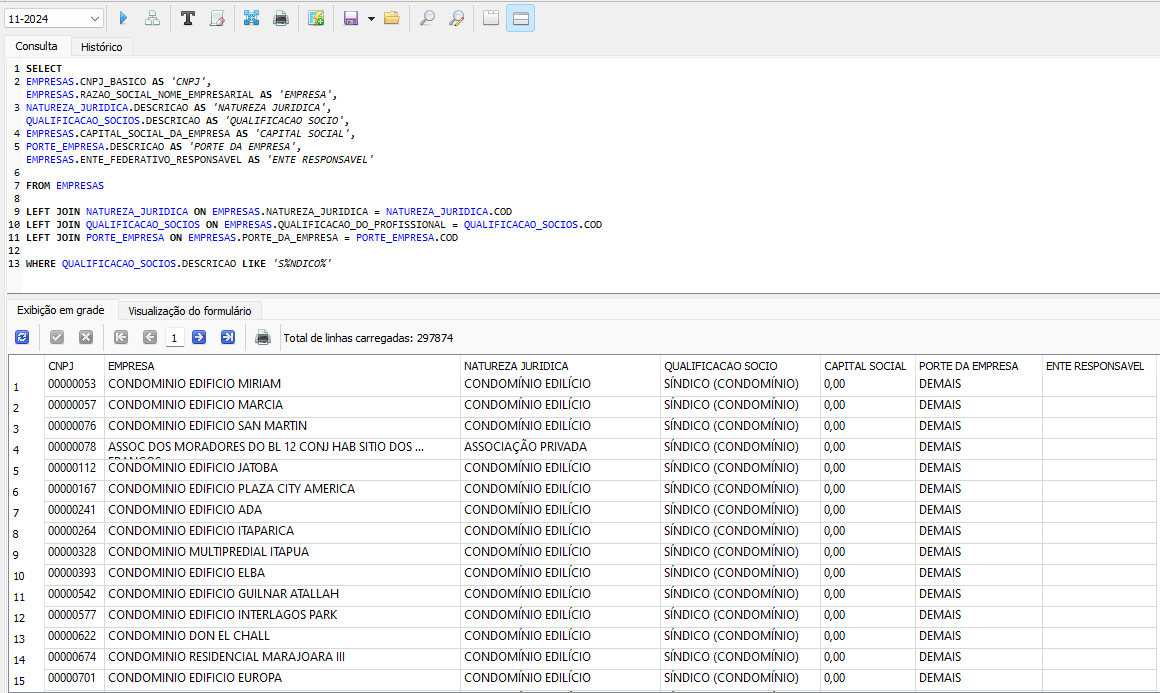 11-2024
Consulta Histórico
1 SELECT
2 EMPRESAS.CNPJ_BASICO AS 'CNPJ',
EMPRESAS.RAZAO_SOCIAL_NOME_EMPRESARIAL AS 'EMPRESA',
3 NATUREZA_JURIDICA.DESCRICAO AS 'NATUREZA JURIDICA',
QUALIFICACAO_SOCIOS.DESCRICAO AS 'QUALIFICACAO SOCIO',
4 EMPRESAS.CAPITAL_SOCIAL_DA_EMPRESA AS 'CAPITAL SOCIAL',
5 PORTE_EMPRESA.DESCRICAO AS 'PORTE DA EMPRESA',
EMPRESAS.ENTE_FEDERATIVO_RESPONSAVEL AS 'ENTE RESPONSAVEL'
6
7 FROM EMPRESAS
8
9 LEFT JOIN NATUREZA_JURIDICA ON EMPRESAS.NATUREZA_JURIDICA = NATUREZA_JURIDICA.COD
10 LEFT JOIN QUALIFICACAO_SOCIOS ON EMPRESAS.QUALIFICACAO_DO_PROFISSIONAL = QUALIFICACAO_SOCIOS.COD
11 LEFT JOIN PORTE_EMPRESA ON EMPRESAS.PORTE_DA_EMPRESA = PORTE_EMPRESA.COD
12
13 WHERE QUALIFICACAO_SOCIOS.DESCRICAO LIKE 'S%NDICO%'
Exibição em grade Visualização do formulário
1 Total de linhas carregadas: 297874
CNPJ EMPRESA NATUREZA JURIDICA QUALIFICACAO SOCIO CAPITAL SOCIAL PORTE DA EMPRESA ENTE RESPONSAVEL
1 00000053 CONDOMINIO EDIFICIO MIRIAM CONDOMÍNIO EDILÍCIO SÍNDICO (CONDOMÍNIO) 0,00 DEMAIS
2 00000057 CONDOMINIO EDIFICIO MARCIA CONDOMÍNIO EDILÍCIO SÍNDICO (CONDOMÍNIO) 0,00 DEMAIS
3 00000076 CONDOMINIO EDIFICIO SAN MARTIN CONDOMÍNIO EDILÍCIO SÍNDICO (CONDOMÍNIO) 0,00 DEMAIS
4 00000078 ASSOC DOS MORADORES DO BL 12 CONJ HAB SITIO DOS ... ASSOCIAÇÃO PRIVADA SÍNDICO (CONDOMÍNIO) 0,00 DEMAIS
5 00000112 CONDOMINIO EDIFICIO JATOBA CONDOMÍNIO EDILÍCIO SÍNDICO (CONDOMÍNIO) 0,00 DEMAIS
6 00000167 CONDOMINIO EDIFICIO PLAZA CITY AMERICA CONDOMÍNIO EDILÍCIO SÍNDICO (CONDOMÍNIO) 0,00 DEMAIS
7 00000241 CONDOMINIO EDIFICIO ADA CONDOMÍNIO EDILÍCIO SÍNDICO (CONDOMÍNIO) 0,00 DEMAIS
8 00000264 CONDOMINIO EDIFICIO ITAPARICA CONDOMÍNIO EDILÍCIO SÍNDICO (CONDOMÍNIO) 0,00 DEMAIS
9 00000328 CONDOMINIO MULTIPREDIAL ITAPUA CONDOMÍNIO EDILÍCIO SÍNDICO (CONDOMÍNIO) 0,00 DEMAIS
10 00000393 CONDOMINIO EDIFICIO ELBA CONDOMÍNIO EDILÍCIO SÍNDICO (CONDOMÍNIO) 0,00 DEMAIS
11 00000542 CONDOMINIO EDIFICIO GUILNAR ATALLAH CONDOMÍNIO EDILÍCIO SÍNDICO (CONDOMÍNIO) 0,00 DEMAIS
12 00000577 CONDOMINIO EDIFICIO INTERLAGOS PARK CONDOMÍNIO EDILÍCIO SÍNDICO (CONDOMÍNIO) 0,00 DEMAIS
13 00000622 CONDOMINIO DON EL CHALL CONDOMÍNIO EDILÍCIO SÍNDICO (CONDOMÍNIO) 0,00 DEMAIS
14 00000674 CONDOMINIO RESIDENCIAL MARAJOARA III CONDOMÍNIO EDILÍCIO SÍNDICO (CONDOMÍNIO) 0,00 DEMAIS
15 00000701 CONDOMINIO EDIFICIO EUROPA CONDOMÍNIO EDILÍCIO SÍNDICO (CONDOMÍNIO) 0,00 DEMAIS